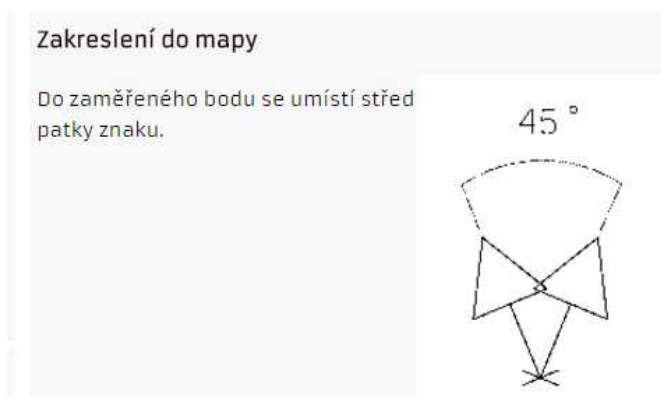 Zakreslení do mapy
Do zaměřeného bodu se umístí střed
patky znaku.
45 °